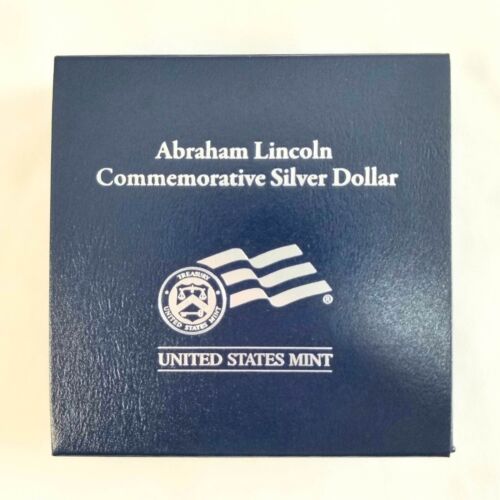 Abraham Lincoln
Commemorative Silver Dollar
TREASURY
UNITED STATES MINT
®
UNITED STATES MINT